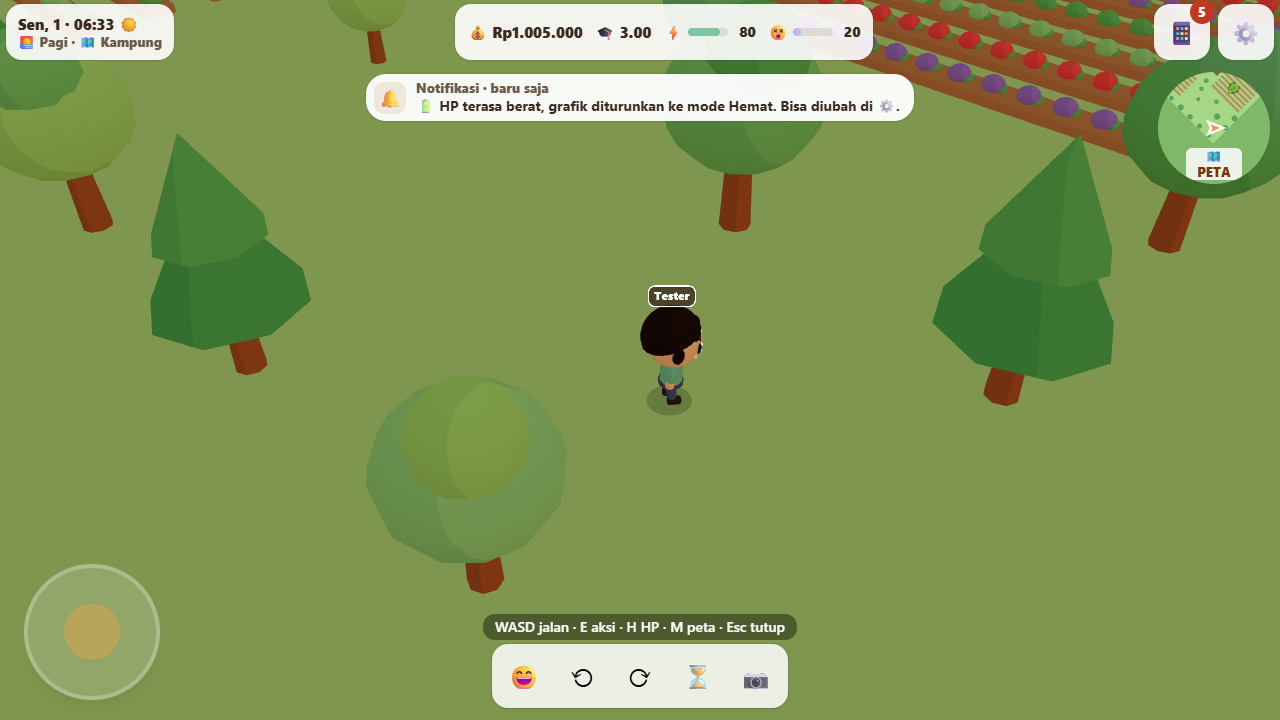 Sen, 1 · 06:33
Pagi · Kampung
Rp1.005.000
3.00
80
20
5
Notifikasi · baru saja
HP terasa berat, grafik diturunkan ke mode Hemat. Bisa diubah di .
PETA
Tester
WASD jalan · E aksi · H HP · M peta · Esc tutup